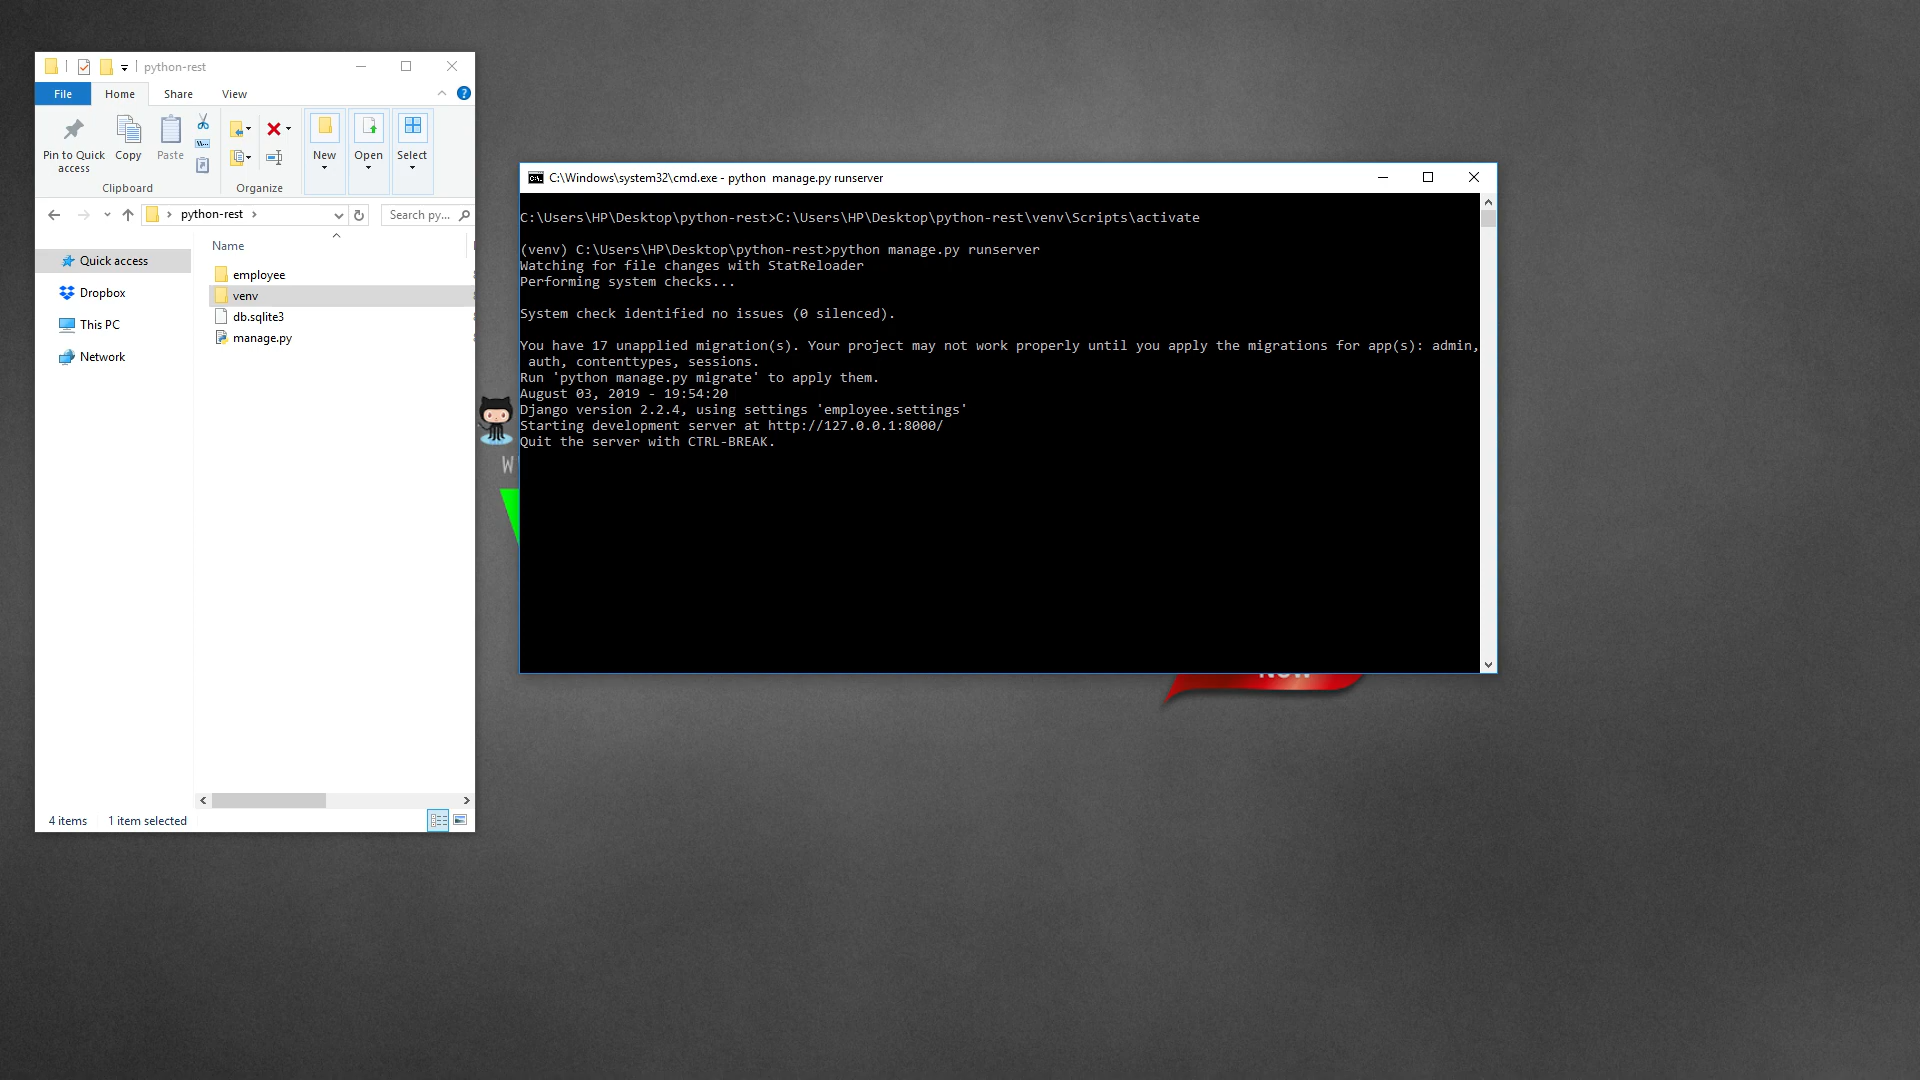 python-rest
File Home Share View
Pin to Quick access
Copy
Paste
New
Open
Select
Clipboard
Organize
python-rest
Search py...
Name
Quick access
Dropbox
This PC
Network
employee
venv
db.sqlite3
manage.py
4 items 1 item selected
C:\Windows\system32\cmd.exe - python  manage.py runserver
C:\Users\HP\Desktop\python-rest>C:\Users\HP\Desktop\python-rest\venv\Scripts\activate
(venv) C:\Users\HP\Desktop\python-rest>python manage.py runserver
Watching for file changes with StatReloader
Performing system checks...
System check identified no issues (0 silenced).
You have 17 unapplied migration(s). Your project may not work properly until you apply the migrations for app(s): admin,
auth, contenttypes, sessions.
Run 'python manage.py migrate' to apply them.
August 03, 2019 - 19:54:20
Django version 2.2.4, using settings 'employee.settings'
Starting development server at http://127.0.0.1:8000/
Quit the server with CTRL-BREAK.